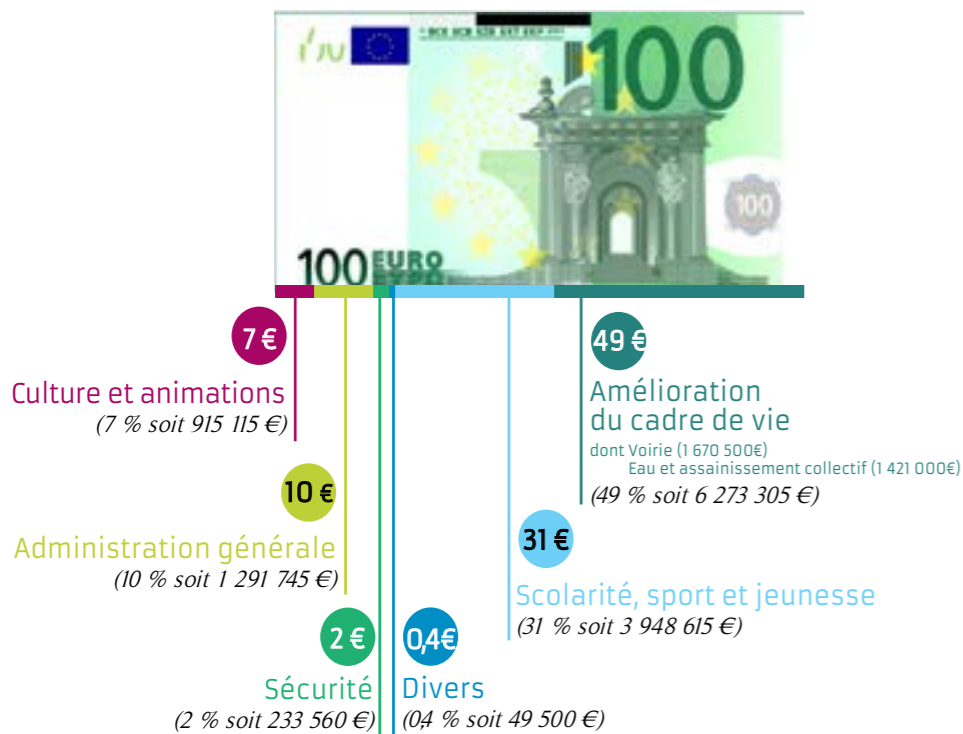 100
100
100 EURO
ΕΥΡΩ
7 €
Culture et animations
(7 % soit 915 115 €)
49 €
Amélioration
du cadre de vie
dont Voirie (1 670 500€)
Eau et assainissement collectif (1 421 000€)
(49 % soit 6 273 305 €)
10 €
Administration générale
(10 % soit 1 291 745 €)
31 €
Scolarité, sport et jeunesse
(31 % soit 3 948 615 €)
2 €
Sécurité
(2 % soit 233 560 €)
0,4€
Divers
(0,4 % soit 49 500 €)